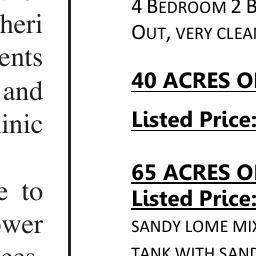 heri
ents
and
inic
e to
ower
4 BEDROOM 2 B
OUT, VERY CLEA
40 ACRES O
Listed Price:
65 ACRES O
Listed Price:
SANDY LOME MIX
TANK WITH SAND